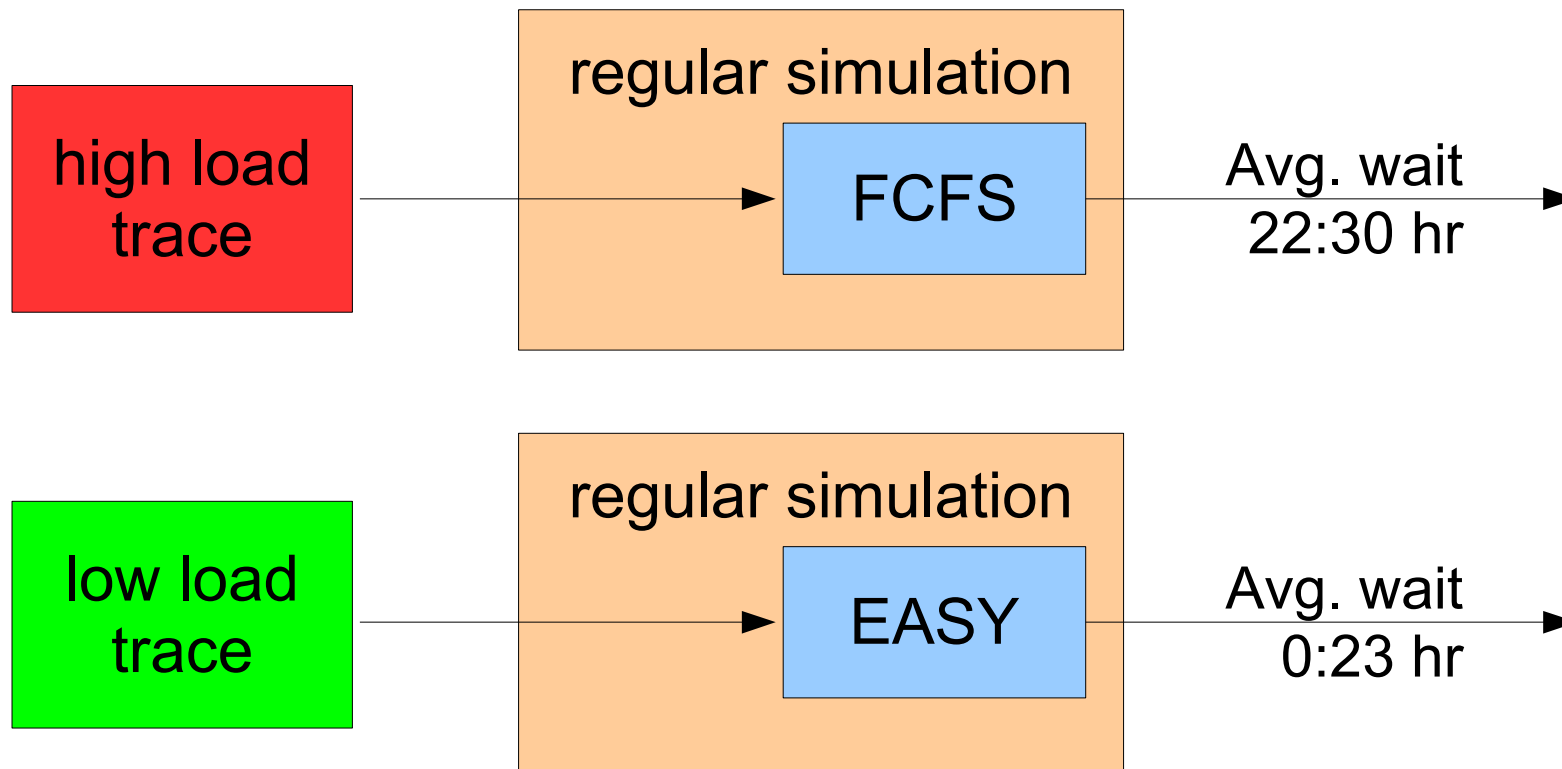 regular simulation
high load
trace
FCFS
Avg. wait
22:30 hr
regular simulation
low load
trace
EASY
Avg. wait
0:23 hr